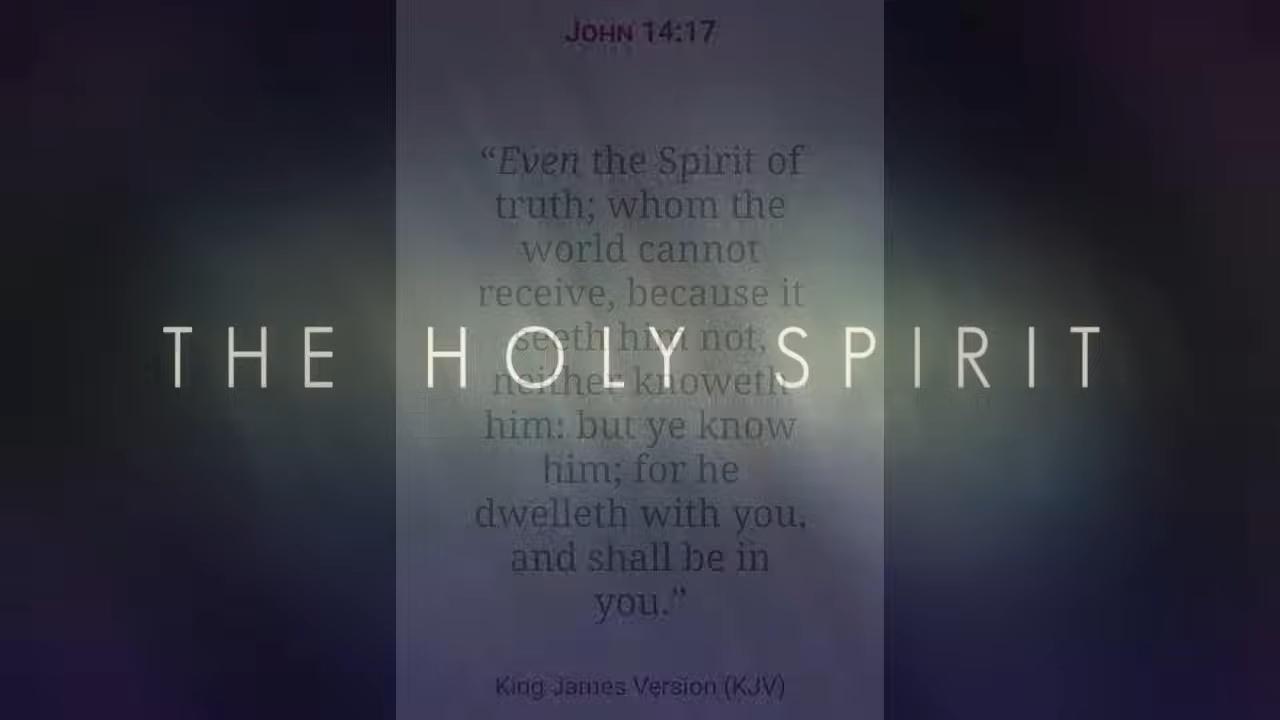 JOHN 14:17
“Even the Spirit of
truth; whom the
world cannot
receive, because it
seeth him not,
THE HOLY SPIRIT
neither knoweth
him: but ye know
him; for he
dwelleth with you,
and shall be in
you.”
King James Version (KJV)